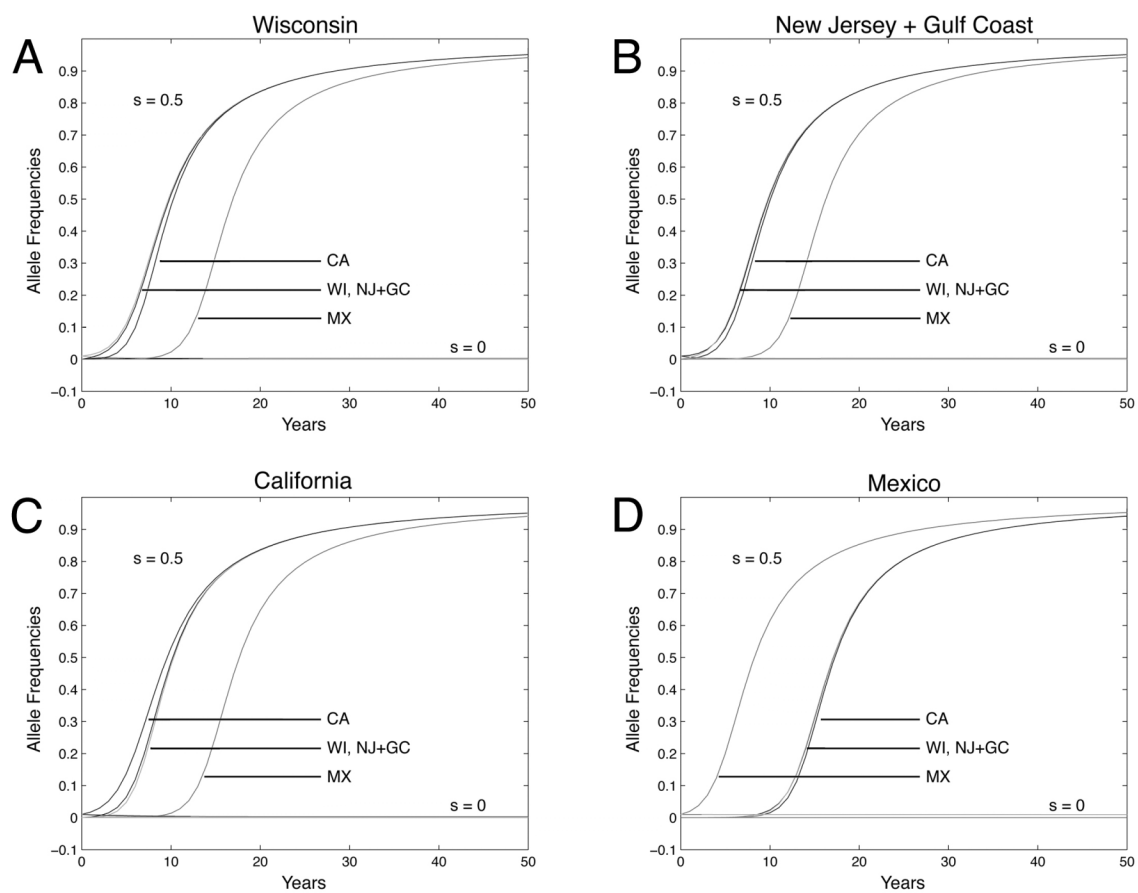 Wisconsin
A
Allele Frequencies
0.9
0.8
0.7
0.6
0.5
0.4
0.3
0.2
0.1
0
−0.1
s = 0.5
CA
WI, NJ+GC
MX
s = 0
0 10 20 30 40 50
Years
New Jersey + Gulf Coast
B
Allele Frequencies
0.9
0.8
0.7
0.6
0.5
0.4
0.3
0.2
0.1
0
−0.1
s = 0.5
CA
WI, NJ+GC
MX
s = 0
0 10 20 30 40 50
Years
California
C
Allele Frequencies
0.9
0.8
0.7
0.6
0.5
0.4
0.3
0.2
0.1
0
−0.1
s = 0.5
CA
WI, NJ+GC
MX
s = 0
0 10 20 30 40 50
Years
Mexico
D
Allele Frequencies
0.9
0.8
0.7
0.6
0.5
0.4
0.3
0.2
0.1
0
−0.1
s = 0.5
CA
WI, NJ+GC
MX
s = 0
0 10 20 30 40 50
Years